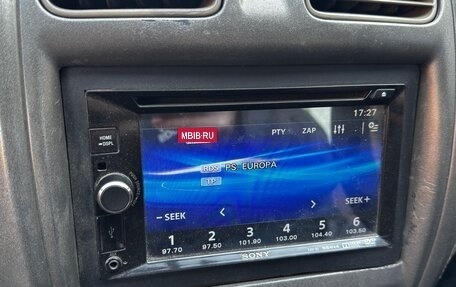 17:27
HOME
DSPL
MBIB·RU
PTY ZAP
RDS PS EUROPA
TP
– SEEK
SEEK +
1 2 3 4 5 6
97.70 97.50 101.90 103.00 104.40 103.50
SONY